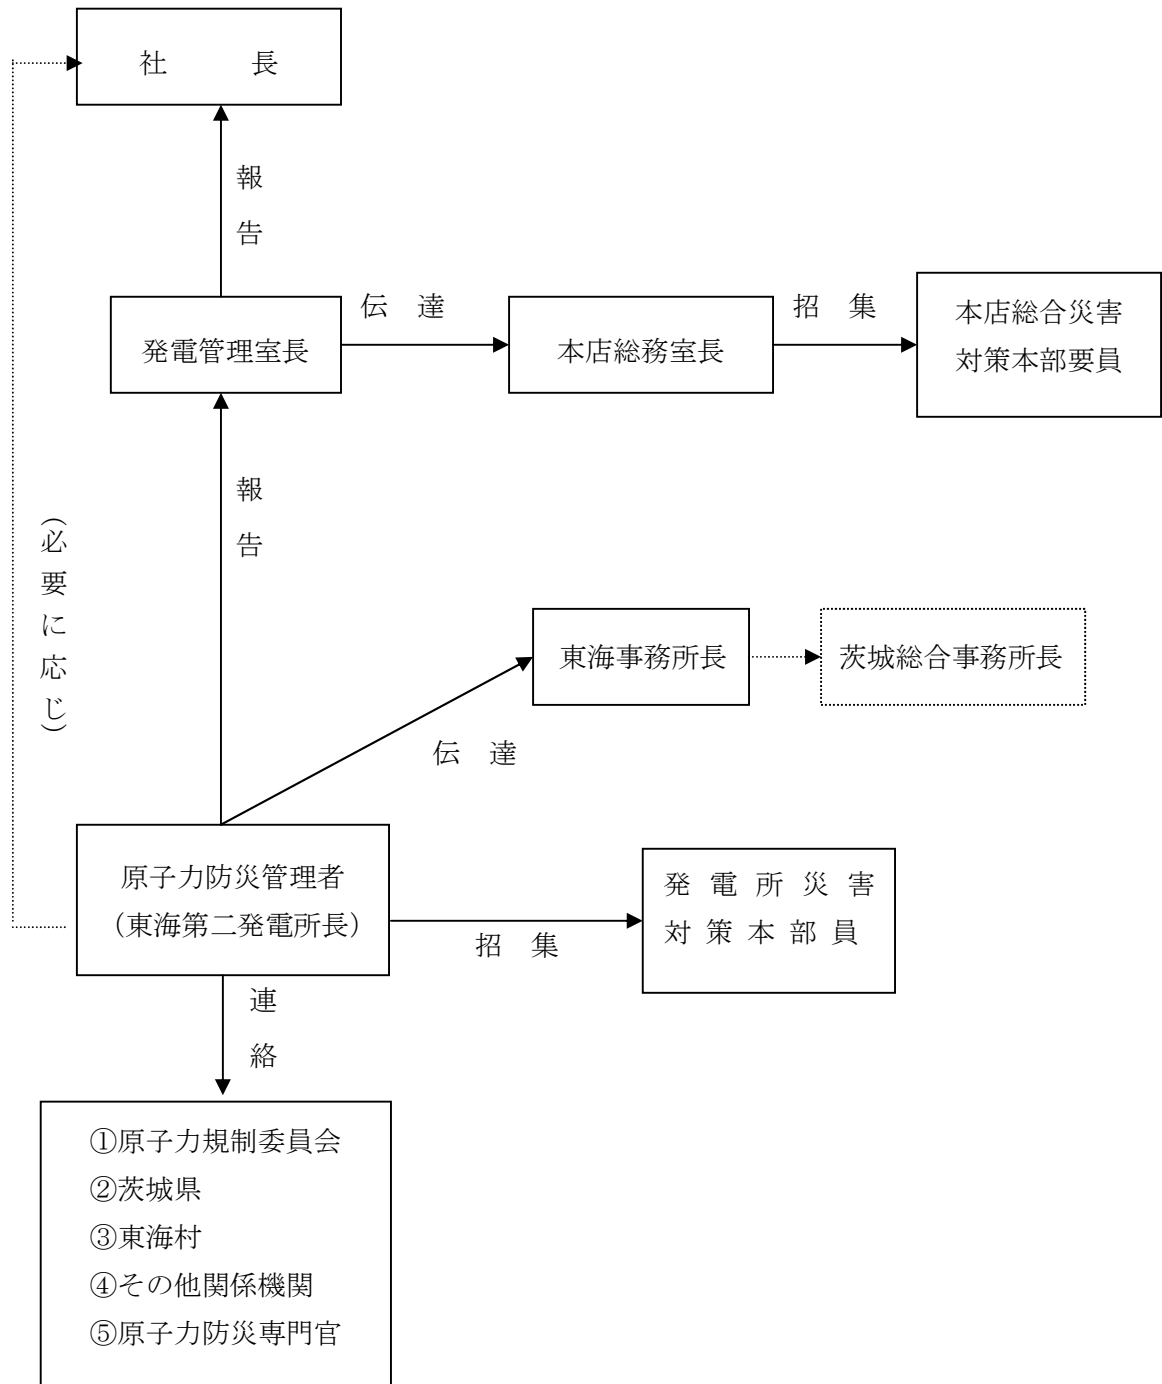 社　　　長
報告
発電管理室長
伝　達
本店総務室長
招　集
本店総合災害
対策本部要員
報告
（必要に応じ）
東海事務所長
茨城総合事務所長
伝　達
原子力防災管理者
（東海第二発電所長）
招　集
発電所災害
対策本部員
連絡
①原子力規制委員会
②茨城県
③東海村
④その他関係機関
⑤原子力防災専門官